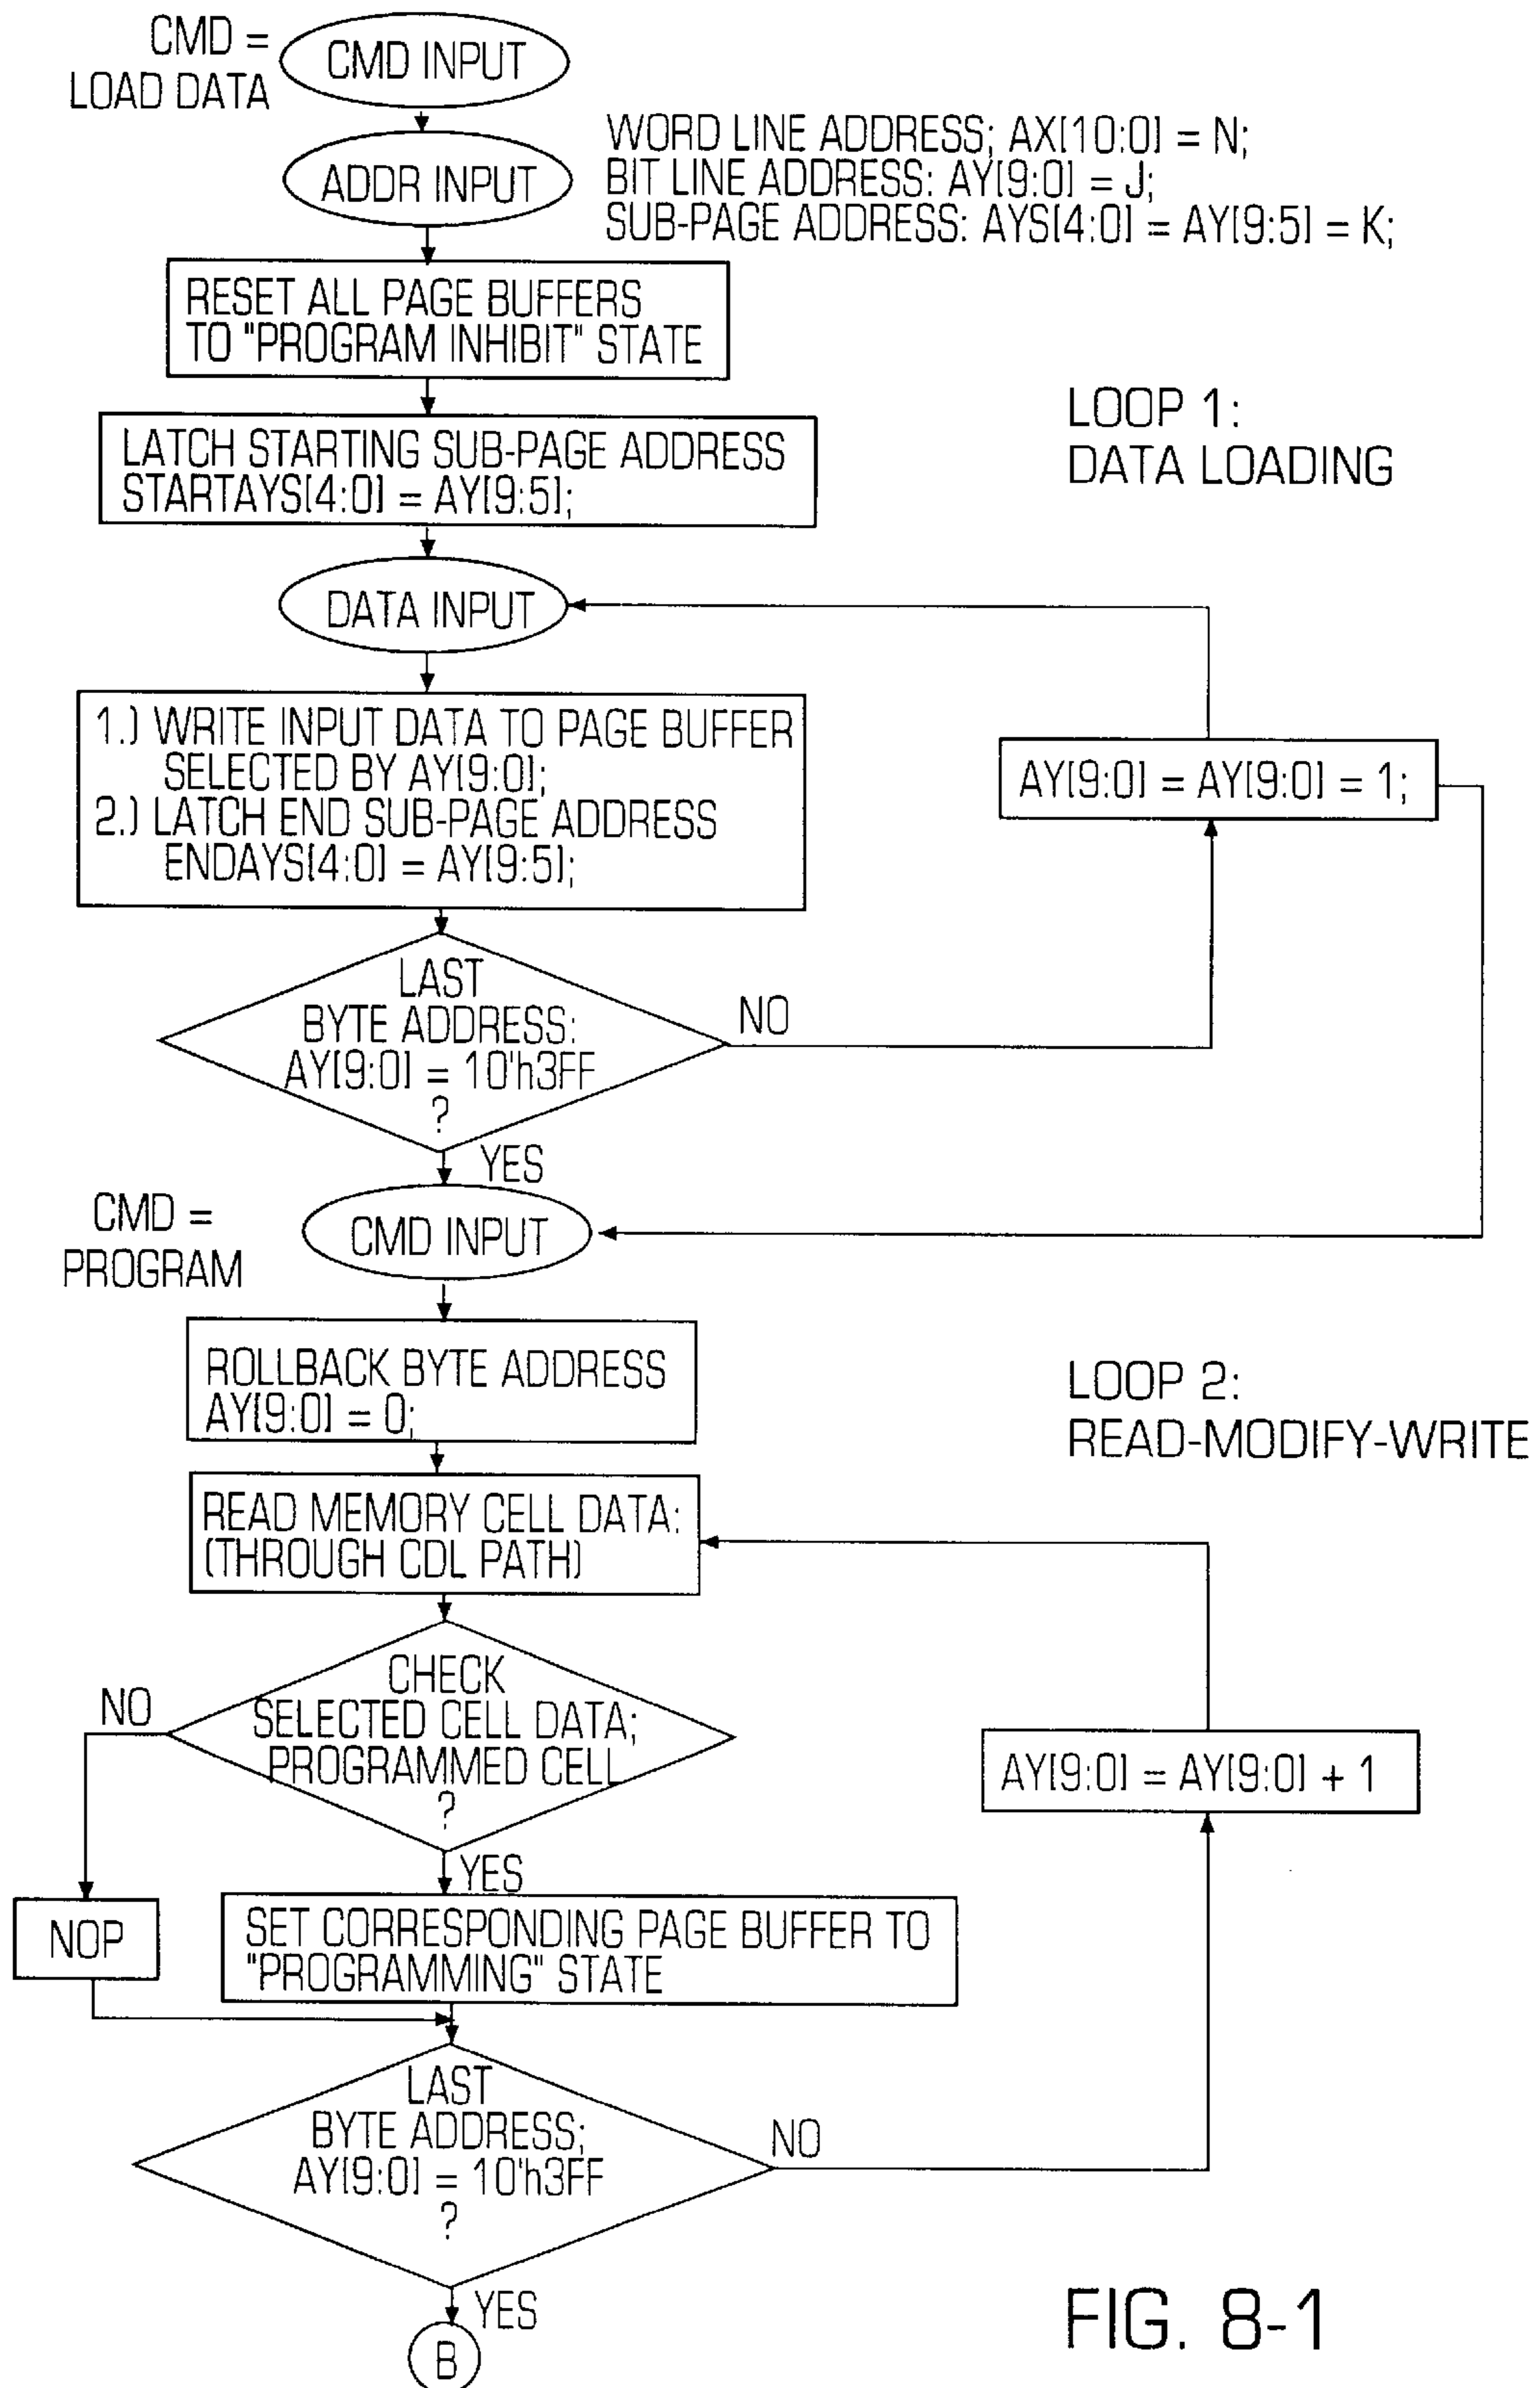 CMD =
LOAD DATA
CMD INPUT
ADDR INPUT
WORD LINE ADDRESS; AX[10:0] = N;
BIT LINE ADDRESS: AY[9:0] = J;
SUB-PAGE ADDRESS: AYS[4:0] = AY[9:5] = K;
RESET ALL PAGE BUFFERS
TO "PROGRAM INHIBIT" STATE
LOOP 1:
DATA LOADING
LATCH STARTING SUB-PAGE ADDRESS
STARTAYS[4:0] = AY[9:5];
DATA INPUT
1.) WRITE INPUT DATA TO PAGE BUFFER
SELECTED BY AY[9:0];
2.) LATCH END SUB-PAGE ADDRESS
ENDAYS[4:0] = AY[9:5];
AY[9:0] = AY[9:0] = 1;
LAST
BYTE ADDRESS:
AY[9:0] = 10'h3FF
?
NO
YES
CMD =
PROGRAM
CMD INPUT
ROLLBACK BYTE ADDRESS
AY[9:0] = 0;
LOOP 2:
READ-MODIFY-WRITE
READ MEMORY CELL DATA:
(THROUGH CDL PATH)
CHECK
SELECTED CELL DATA;
PROGRAMMED CELL
?
NO
YES
AY[9:0] = AY[9:0] + 1
NOP
SET CORRESPONDING PAGE BUFFER TO
"PROGRAMMING" STATE
LAST
BYTE ADDRESS;
AY[9:0] = 10'h3FF
?
NO
YES
B
FIG. 8-1